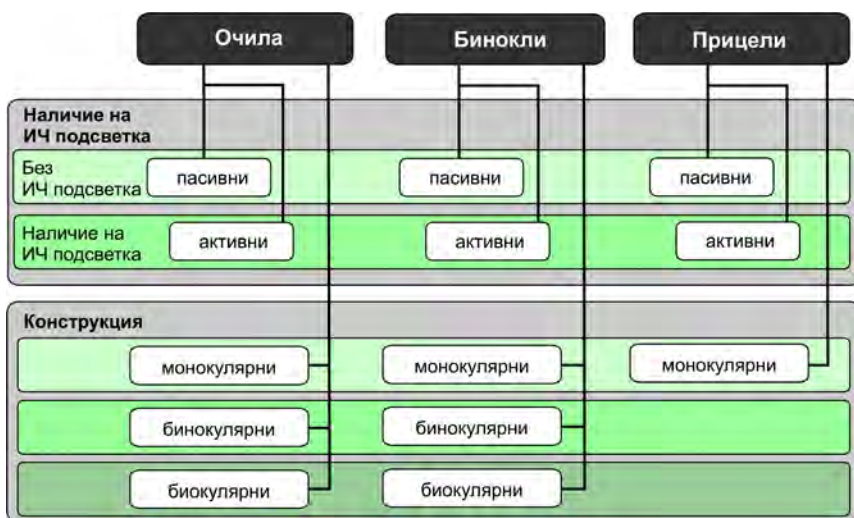 Очила
Бинокли
Прицели
Наличие на
ИЧ подсветка
Без
ИЧ подсветка
пасивни
пасивни
пасивни
Наличие на
ИЧ подсветка
активни
активни
активни
Конструкция
монокулярни
монокулярни
монокулярни
бинокулярни
бинокулярни
биокулярни
биокулярни